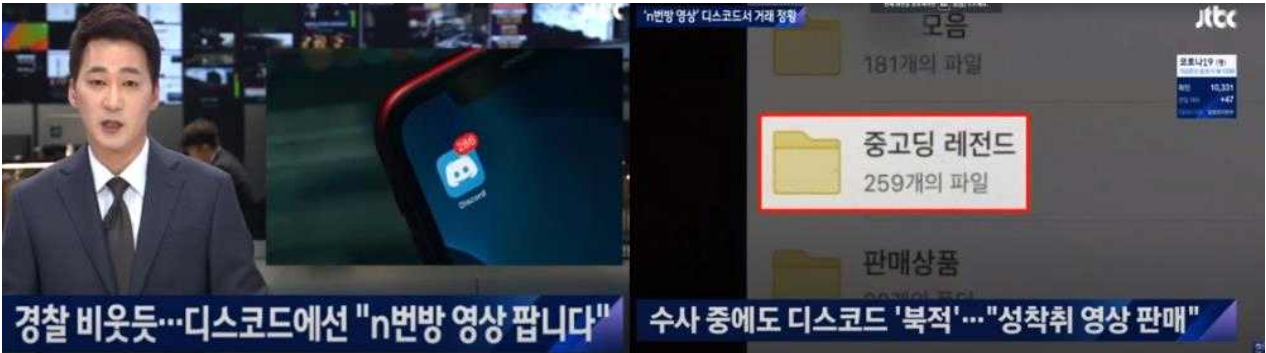 286
Discord
경찰 비웃듯…디스코드에선 "n번방 영상 팝니다"
'n번방 영상' 디스코드서 거래 정황
jtbc
모음
181개의 파일
코로나19
10,331
+47
중고딩 레전드
259개의 파일
판매상품
수사 중에도 디스코드 '북적'…"성착취 영상 판매"